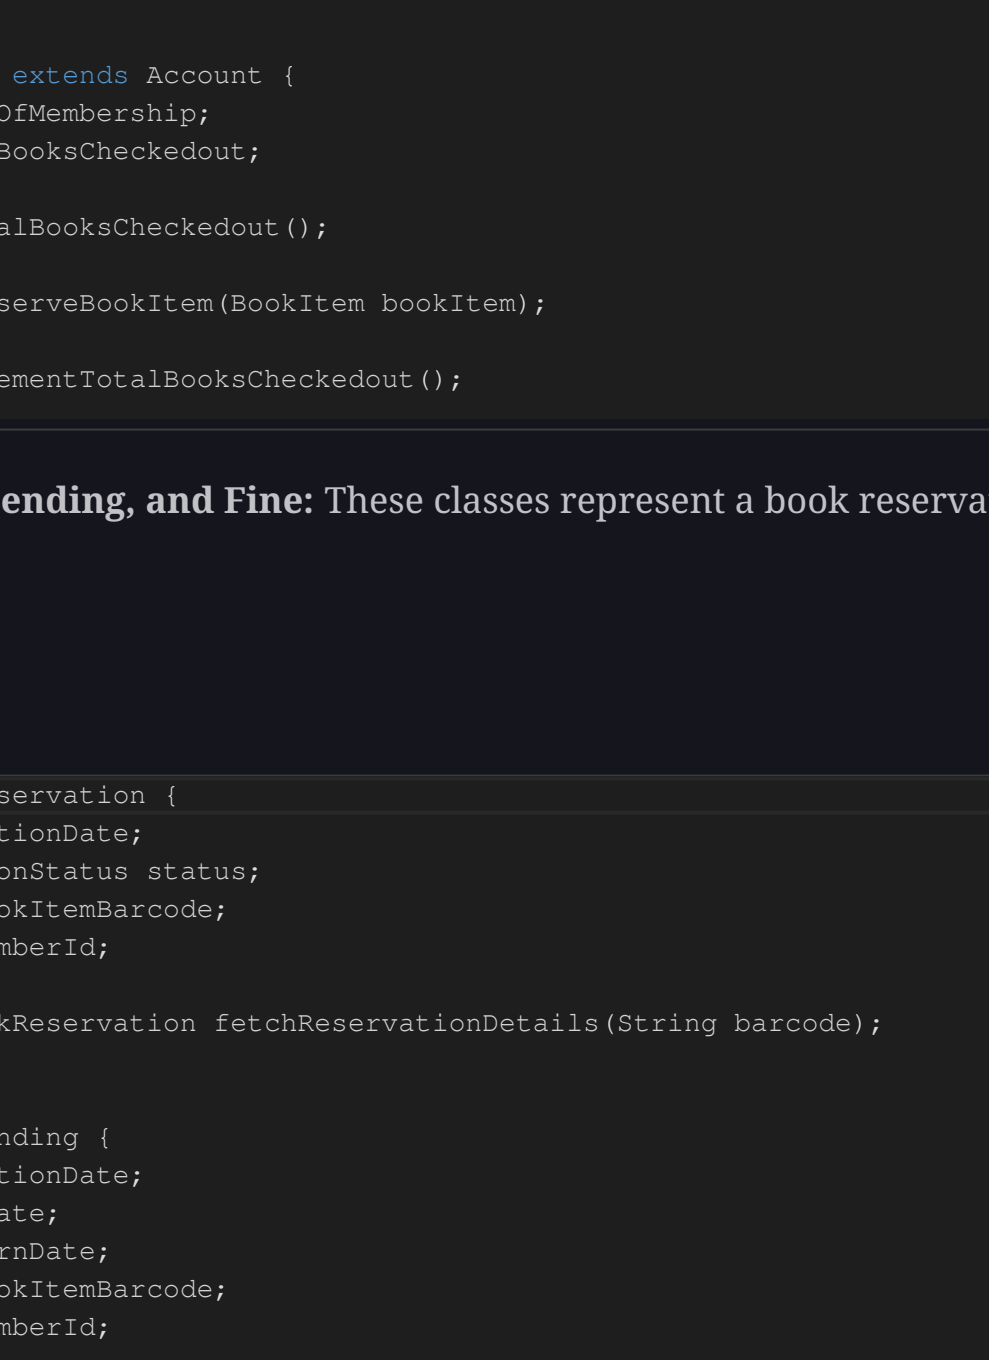 extends Account {
OfMembership;
BooksCheckedout;
alBooksCheckedout();
serveBookItem(BookItem bookItem);
ementTotalBooksCheckedout();
ending, and Fine: These classes represent a book reserva
servation {
tionDate;
onStatus status;
okItemBarcode;
mberId;
kReservation fetchReservationDetails(String barcode);
nding {
tionDate;
ate;
rnDate;
okItemBarcode;
mberId;